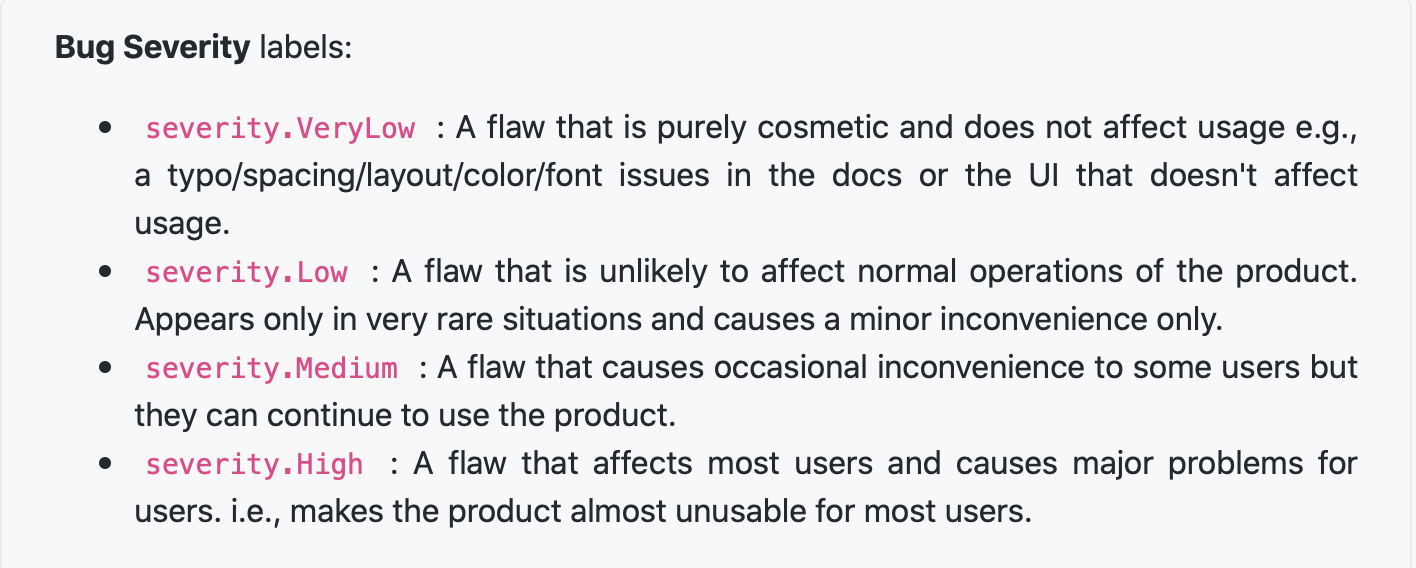 Bug Severity labels:
• severity.VeryLow : A flaw that is purely cosmetic and does not affect usage e.g.,
a typo/spacing/layout/color/font issues in the docs or the UI that doesn't affect
usage.
• severity.Low : A flaw that is unlikely to affect normal operations of the product.
Appears only in very rare situations and causes a minor inconvenience only.
• severity.Medium : A flaw that causes occasional inconvenience to some users but
they can continue to use the product.
• severity.High : A flaw that affects most users and causes major problems for
users. i.e., makes the product almost unusable for most users.